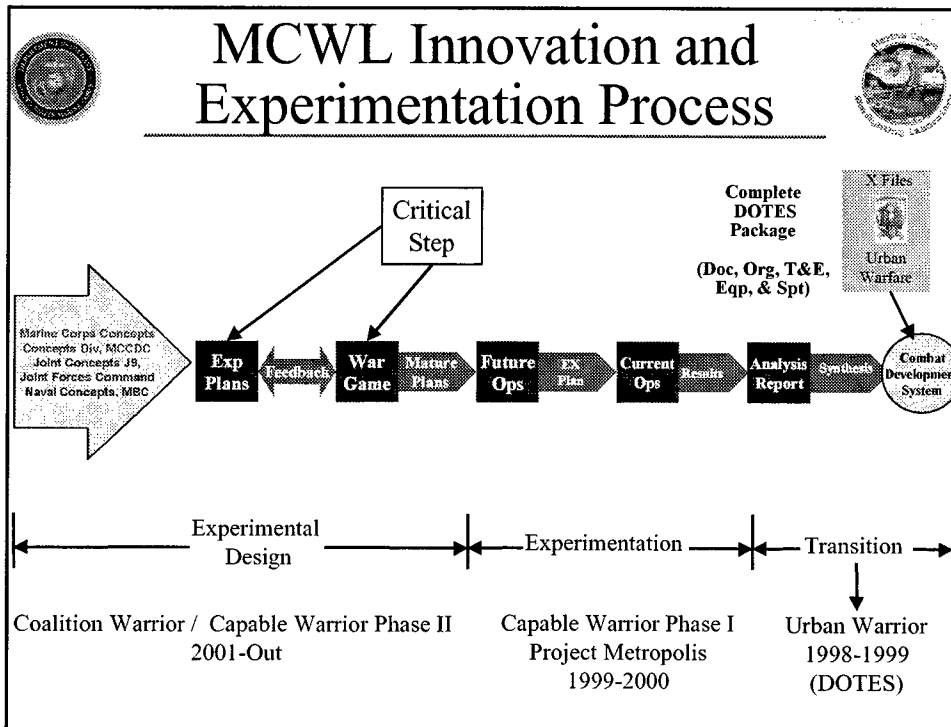 MCWL Innovation and
Experimentation Process
Critical
Step
Complete
DOTES
Package
(Doc, Org, T&E,
Eqp, & Spt)
X Files
Urban
Warfare
Marine Corps Concepts
Concepts Div, MCCDC
Joint Concepts J9,
Joint Forces Command
Naval Concepts, MBC
Exp
Plans
Feedback
War
Game
Mature
Plans
Future
Ops
EX
Plan
Current
Ops
Results
Analysis
Report
Synthesis
Combat
Development
System
Experimental
Design
Experimentation
Transition
Coalition Warrior / Capable Warrior Phase II
2001-Out
Capable Warrior Phase I
Project Metropolis
1999-2000
Urban Warrior
1998-1999
(DOTES)